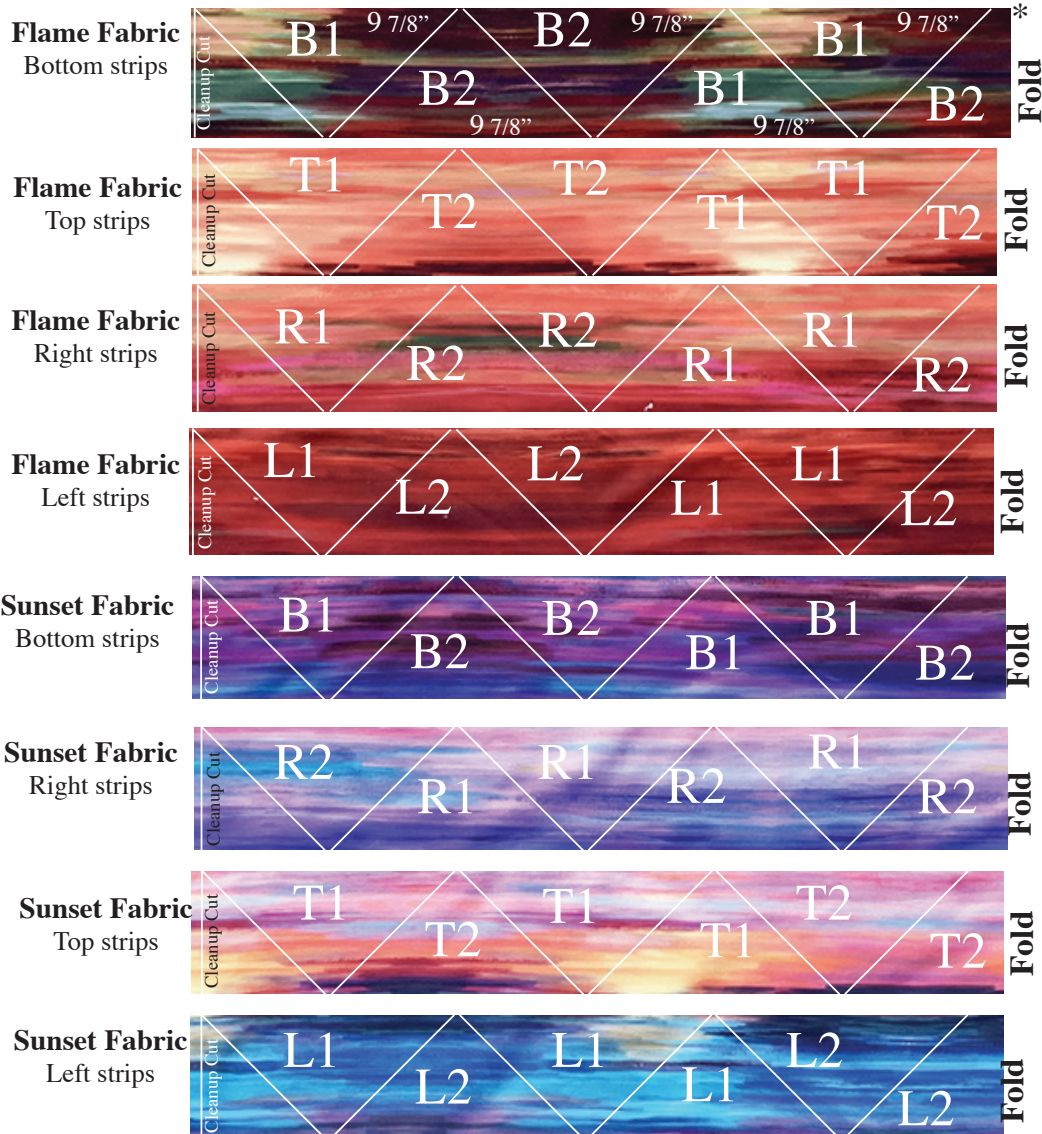 Flame Fabric
Bottom strips
Cleanup Cut
B1
9 7/8”
B2
9 7/8”
B1
9 7/8”
*
B2
B1
B2
9 7/8”
9 7/8”
Fold
Flame Fabric
Top strips
Cleanup Cut
T1
T2
T2
T1
T1
T2
Fold
Flame Fabric
Right strips
Cleanup Cut
R1
R2
R2
R1
R1
R2
Fold
Flame Fabric
Left strips
Cleanup Cut
L1
L2
L2
L1
L1
L2
Fold
Sunset Fabric
Bottom strips
Cleanup Cut
B1
B2
B2
B1
B1
B2
Fold
Sunset Fabric
Right strips
Cleanup Cut
R2
R1
R1
R2
R1
R2
Fold
Sunset Fabric
Top strips
Cleanup Cut
T1
T2
T1
T1
T2
T2
Fold
Sunset Fabric
Left strips
Cleanup Cut
L1
L2
L1
L1
L2
L2
Fold